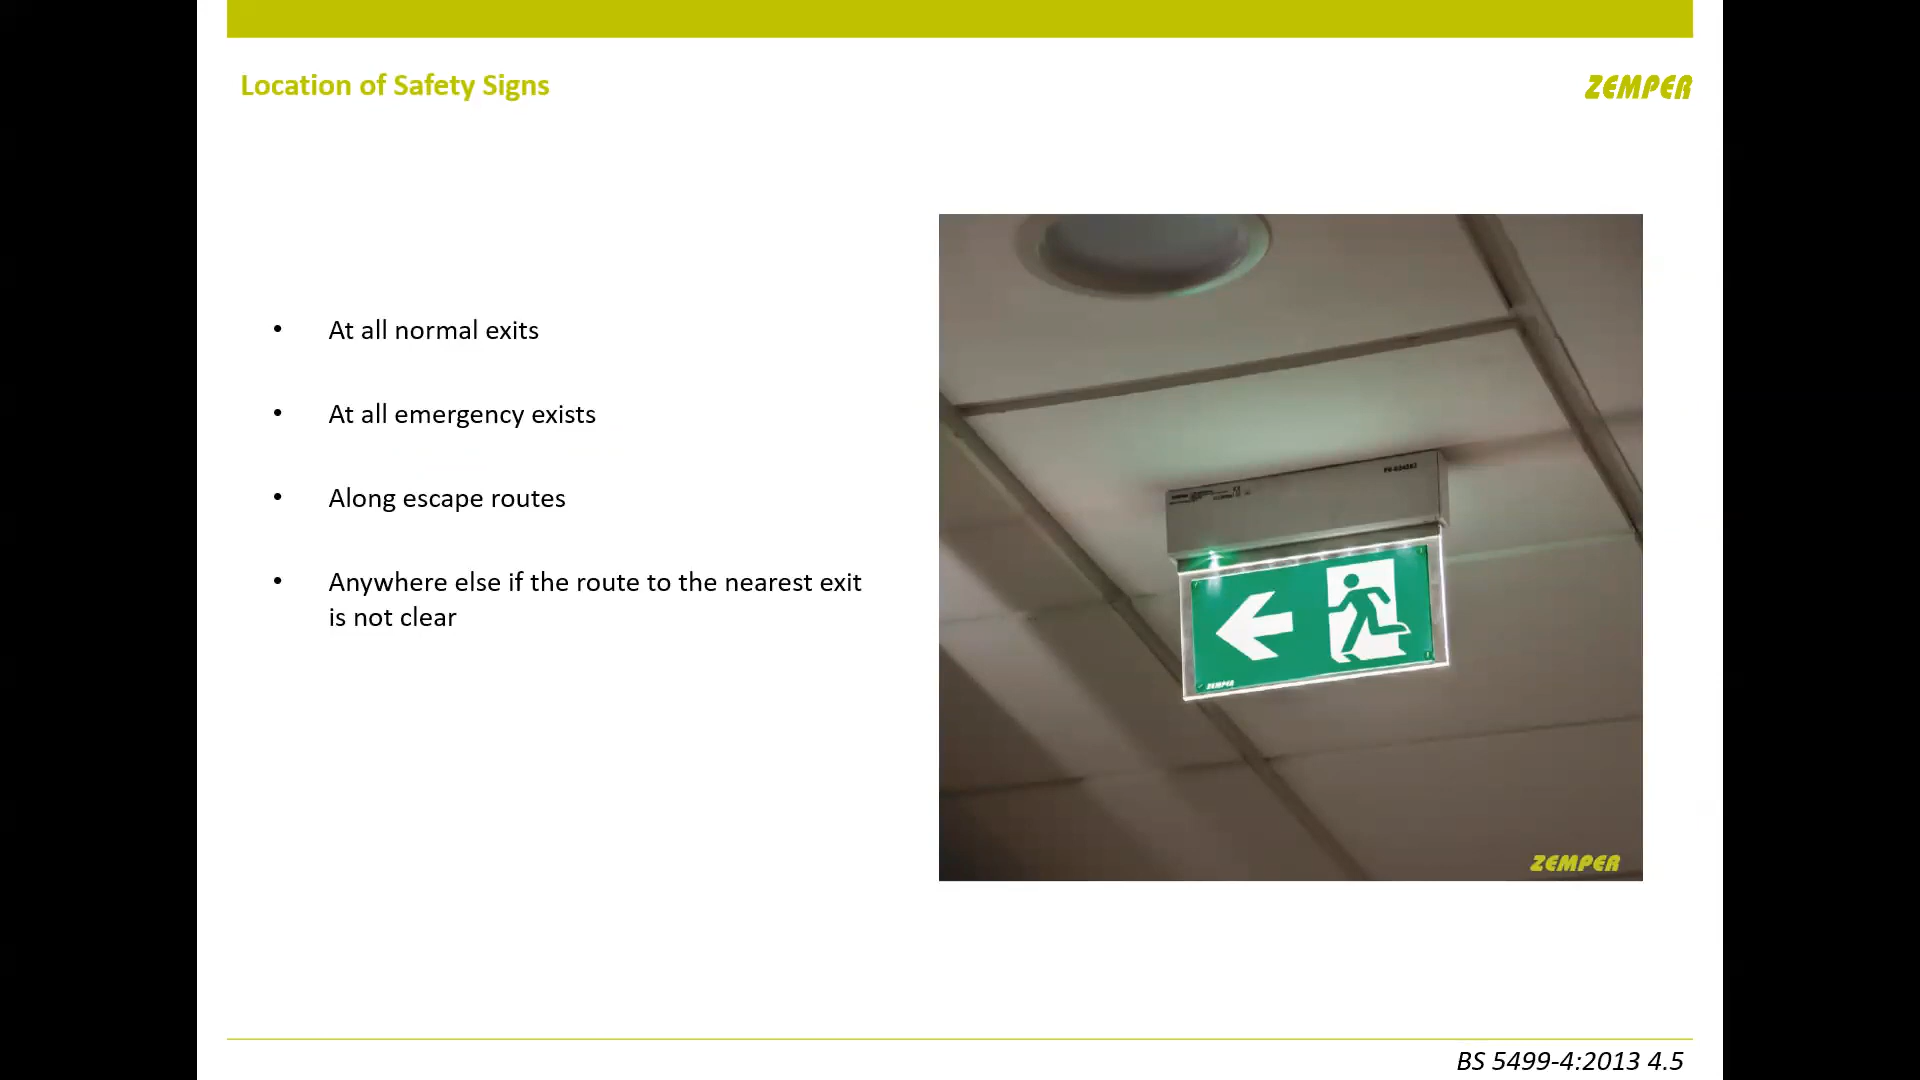 Location of Safety Signs
ZEMPER
• At all normal exits
• At all emergency exists
• Along escape routes
• Anywhere else if the route to the nearest exit
is not clear
ZEMPER
ZEMPER
BS 5499-4:2013 4.5